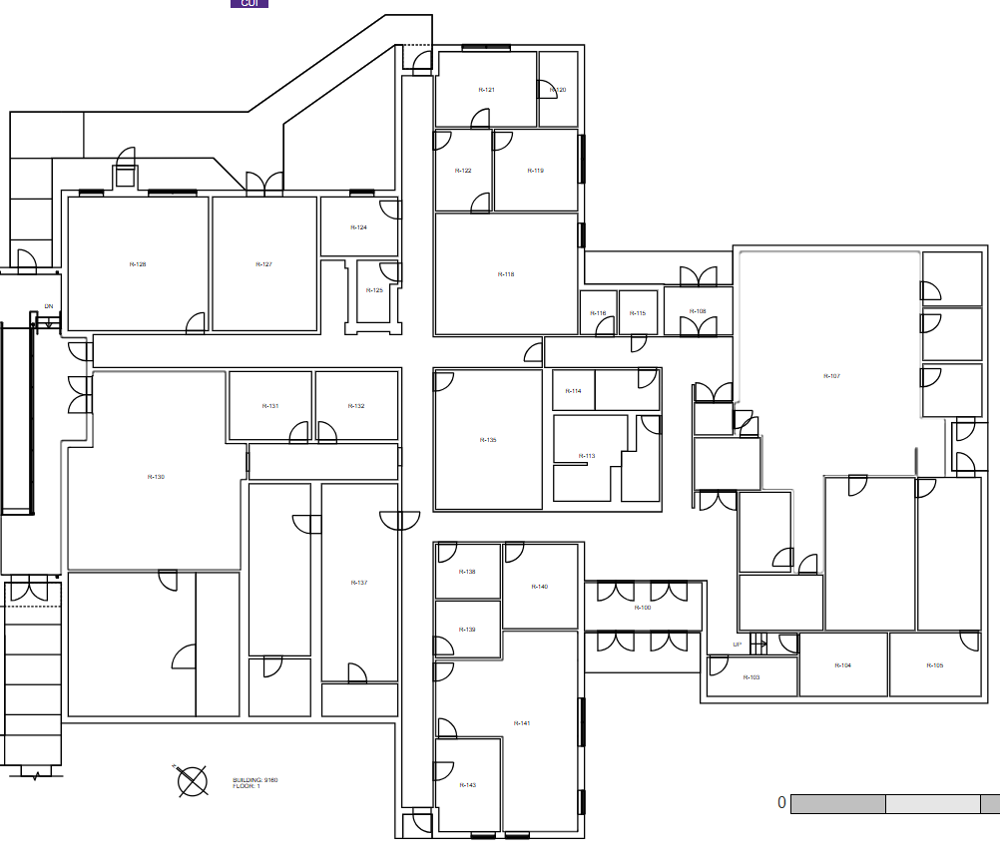 CUI
R-121
R-120
R-122
R-119
R-124
R-128
R-127
R-118
R-125
DN
R-116
R-115
R-108
R-107
R-114
R-131
R-132
R-135
R-113
R-130
R-138
R-137
R-140
R-100
R-139
UP
R-104
R-105
R-103
R-141
N
BUILDING: 9160
FLOOR: 1
R-143
0